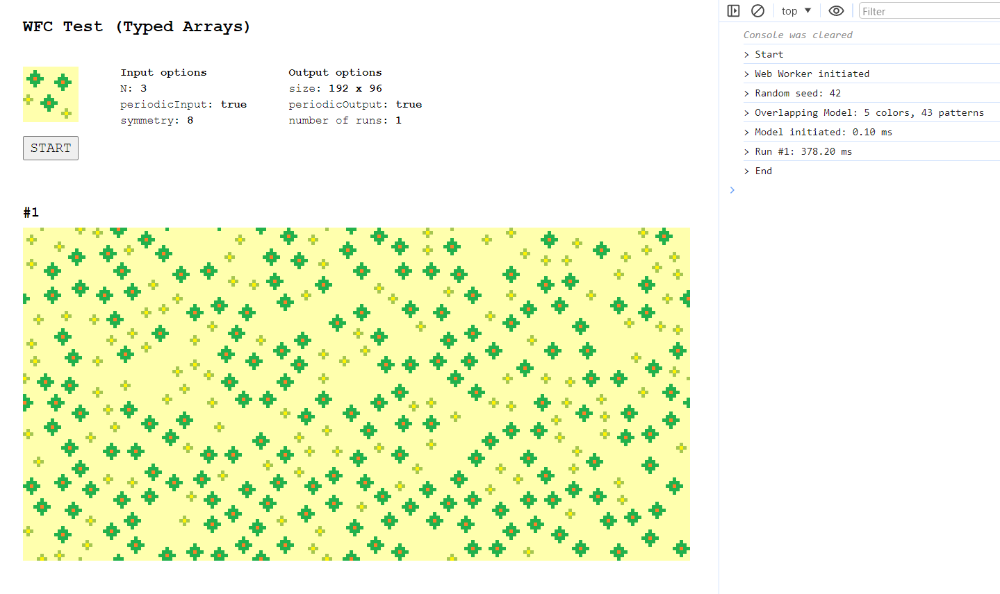 WFC Test (Typed Arrays)
Input options
N: 3
periodicInput: true
symmetry: 8
Output options
size: 192 x 96
periodicOutput: true
number of runs: 1
START
#1
top ▼
Filter
Console was cleared
> Start
> Web Worker initiated
> Random seed: 42
> Overlapping Model: 5 colors, 43 patterns
> Model initiated: 0.10 ms
> Run #1: 378.20 ms
> End
>